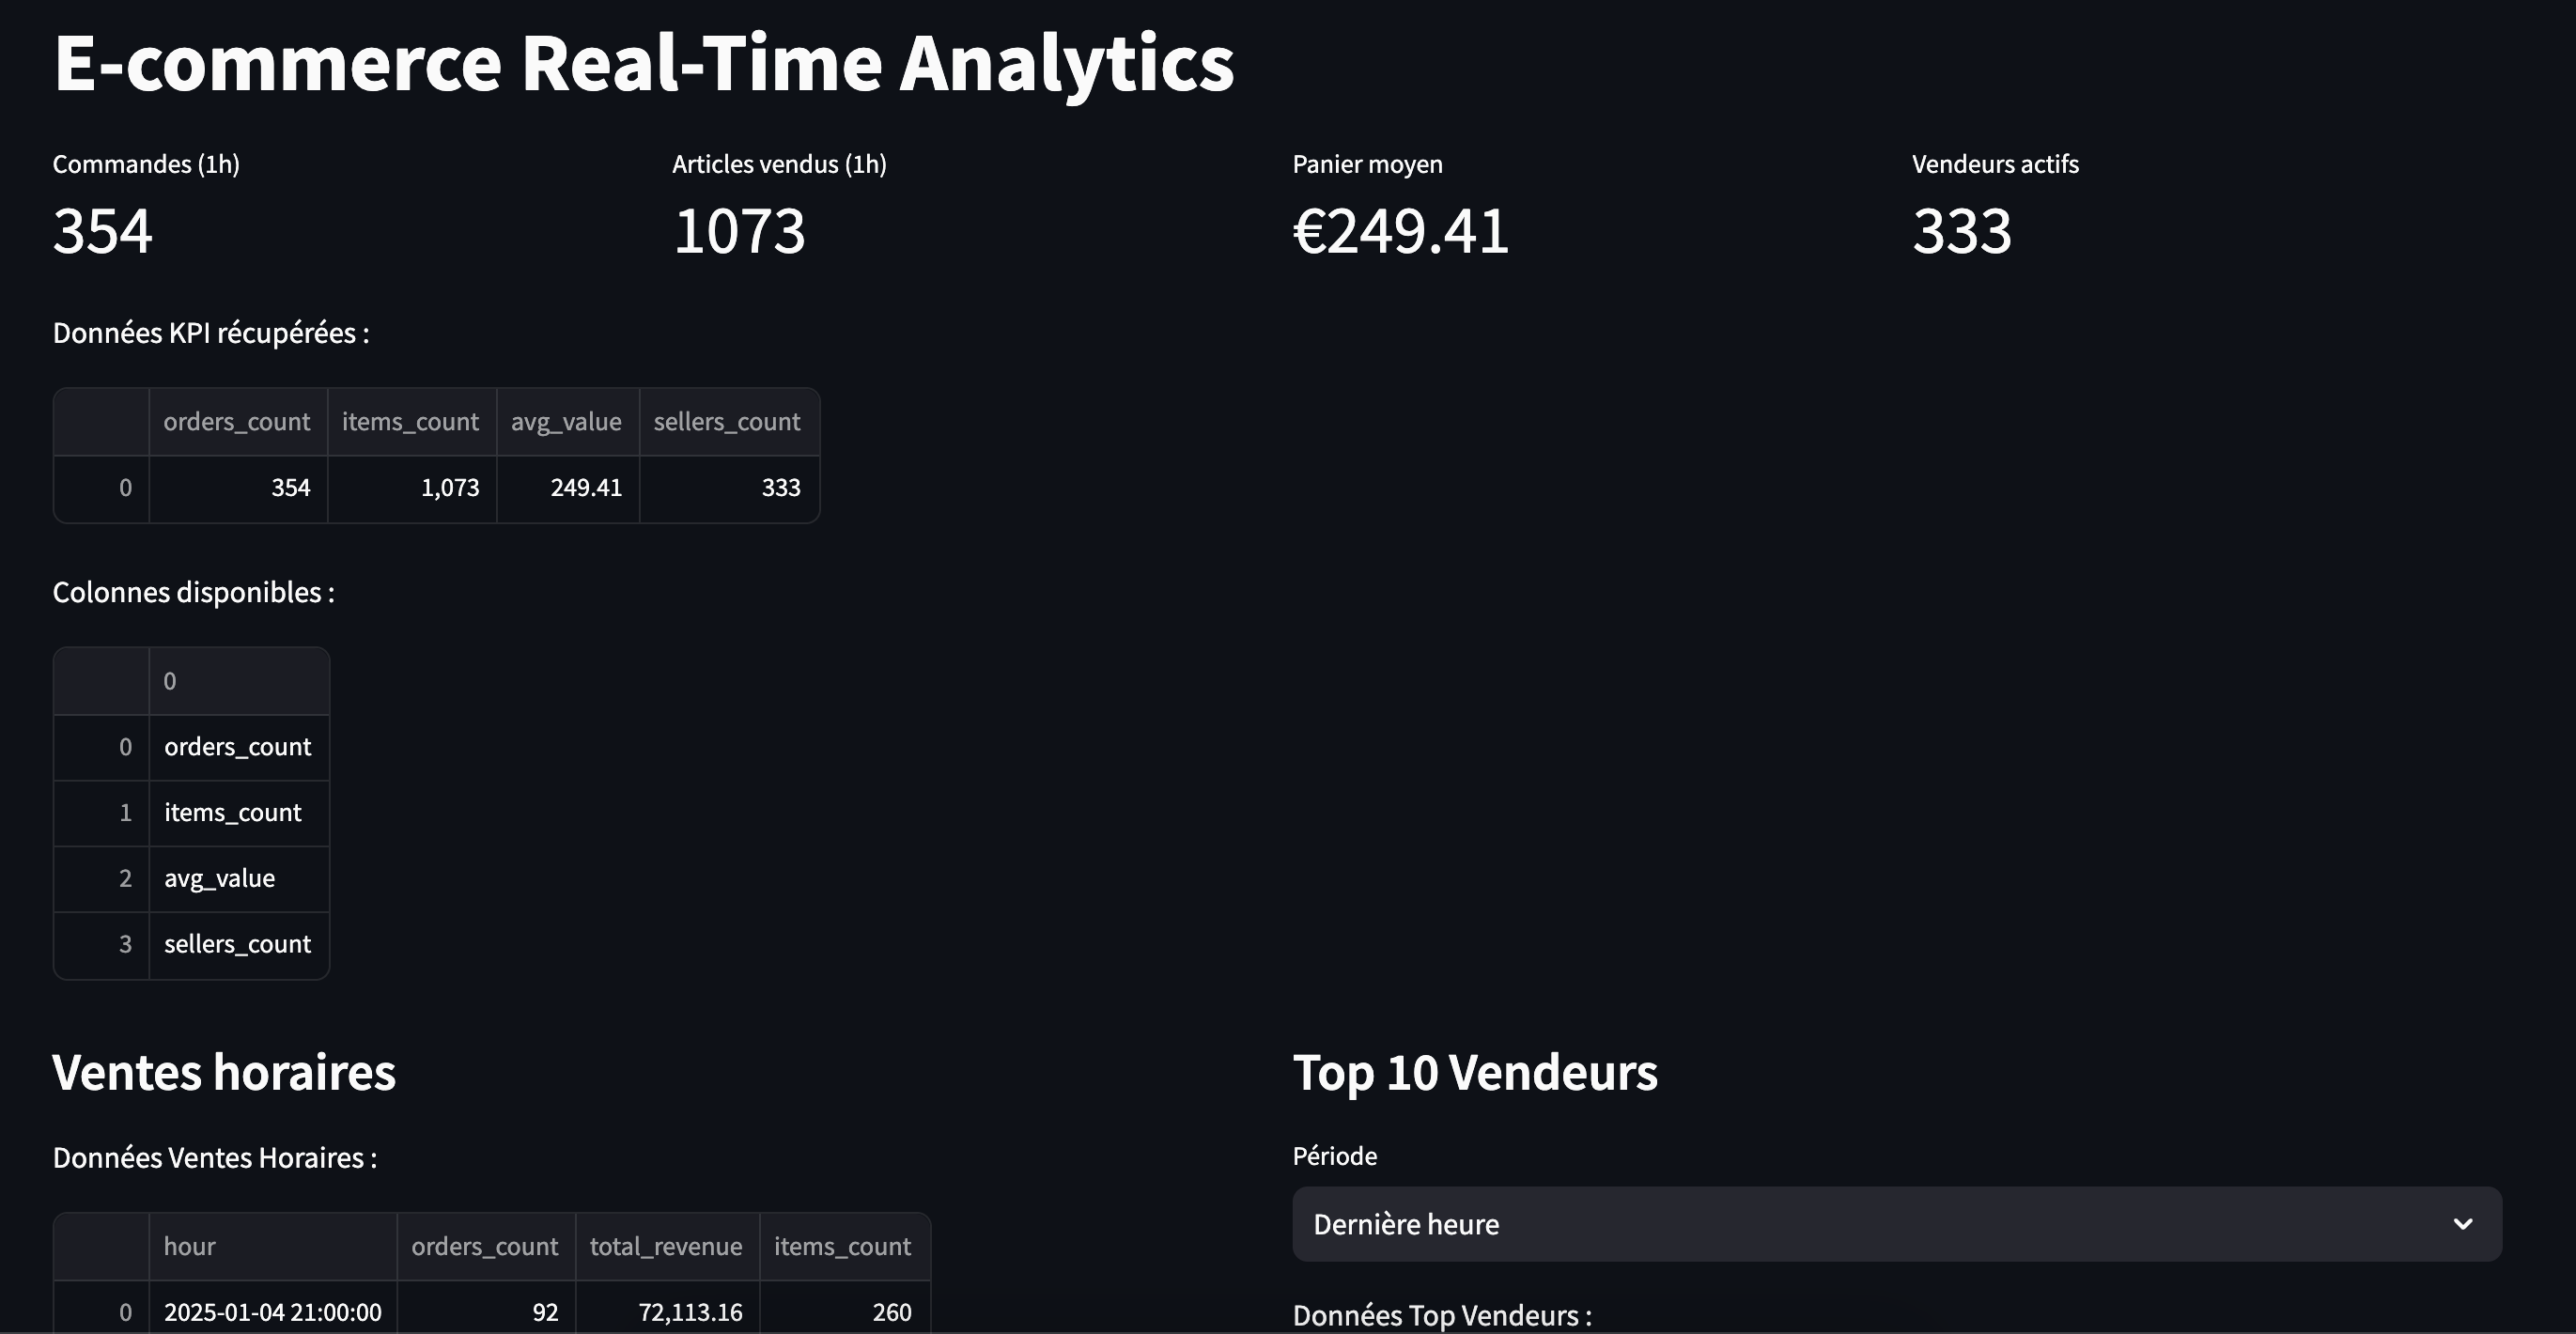 E-commerce Real-Time Analytics
Commandes (1h) Articles vendus (1h) Panier moyen Vendeurs actifs
354 1073 €249.41 333
Données KPI récupérées :
orders_count items_count avg_value sellers_count
0 354 1,073 249.41 333
Colonnes disponibles :
0
0 orders_count
1 items_count
2 avg_value
3 sellers_count
Ventes horaires
Données Ventes Horaires :
hour orders_count total_revenue items_count
0 2025-01-04 21:00:00 92 72,113.16 260
Top 10 Vendeurs
Période
Dernière heure
Données Top Vendeurs :